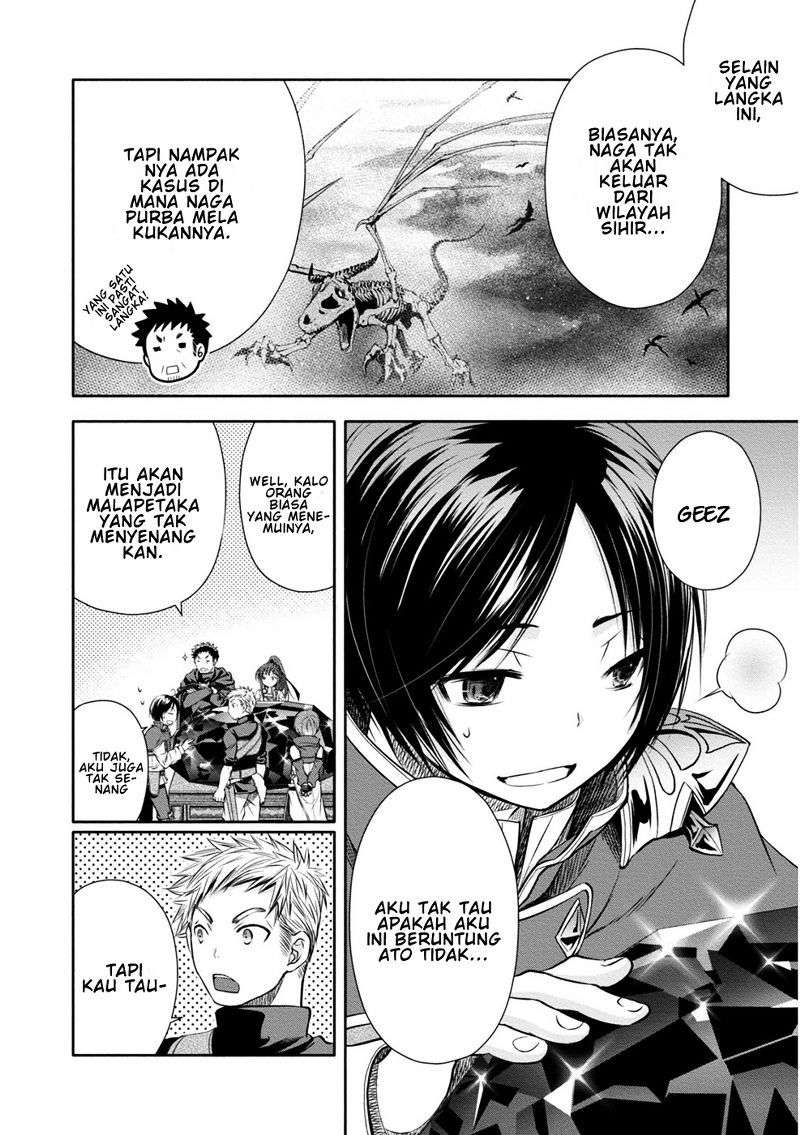 SELAIN
YANG
LANGKA
INI,
BIASANYA,
NAGA TAK
AKAN
KELUAR
DARI
WILAYAH
SIHIR...
TAPI NAMPAK
NYA ADA
KASUS DI
MANA NAGA
PURBA MELA
KUKANNYA.
YANG SATU
INI PASTI
SANGAT
LANGKA!
GEEZ
AKU TAK TAU
APAKAH AKU
INI BERUNTUNG
ATO TIDAK...
WELL, KALO
ORANG
BIASA
YANG MENE-
MUINYA,
ITU AKAN
MENJADI
MALAPETAKA
YANG TAK
MENYENANG
KAN.
TIDAK,
AKU JUGA
TAK SE-
NANG
TAPI
KAU TAU-